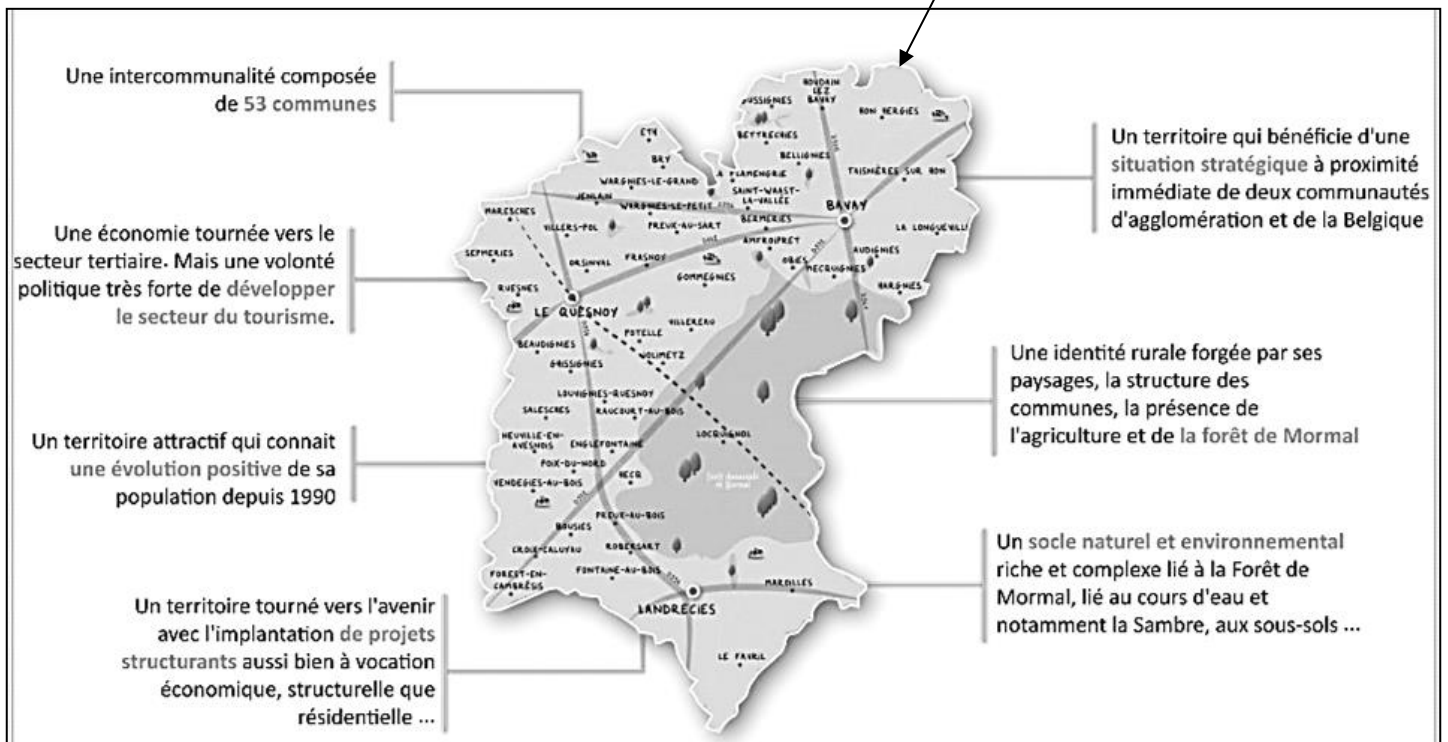 Une intercommunalité composée
de 53 communes
Une économie tournée vers le
secteur tertiaire. Mais une volonté
politique très forte de développer
le secteur du tourisme.
Un territoire attractif qui connait
une évolution positive de sa
population depuis 1990
Un territoire tourné vers l'avenir
avec l'implantation de projets
structurants aussi bien à vocation
économique, structurelle que
résidentielle ...
HOUDAIN
LEZ
BAVAY
HON HERGIES
BETTRECHIES
ETH
BRY
BELLIGNIES
TAISNIÈRES SUR HON
WARGNIES-LE-GRAND
SAINT-WAAST-
LA-VALLÉE
JENLAIN
WARGNIES-LE-PETIT
BAVAY
MARESCHES
BERMERIES
VILLERS-POL
PREUX-AU-SART
AMFROIPRET
AUDIGNIES
SEPMERIES
ORSINVAL
FRASNOY
OBIES
MECQUIGNIES
GOMMEGNIES
HARGNIES
RUESNES
LE QUESNOY
VILLEREAU
POTELLE
BEAUDIGNIES
JOLIMETZ
GHISSIGNIES
LOUVIGNIES-QUESNOY
SALESCHES
RAUCOURT-AU-BOIS
NEUVILLE-EN-
AVESNOIS
ENGLEFONTAINE
LOCQUIGNOL
POIX-DU-NORD
HECQ
VENDEGIES-AU-BOIS
PREUX-AU-BOIS
BOUSIES
CROIX-CALUYAU
ROBERSART
FOREST-EN-
CAMBRÉSIS
FONTAINE-AU-BOIS
MAROILLES
LANDRECIES
LE FAVRIL
Un territoire qui bénéficie d'une
situation stratégique à proximité
immédiate de deux communautés
d'agglomération et de la Belgique
Une identité rurale forgée par ses
paysages, la structure des
communes, la présence de
l'agriculture et de la forêt de Mormal
Un socle naturel et environnemental
riche et complexe lié à la Forêt de
Mormal, lié au cours d'eau et
notamment la Sambre, aux sous-sols ...